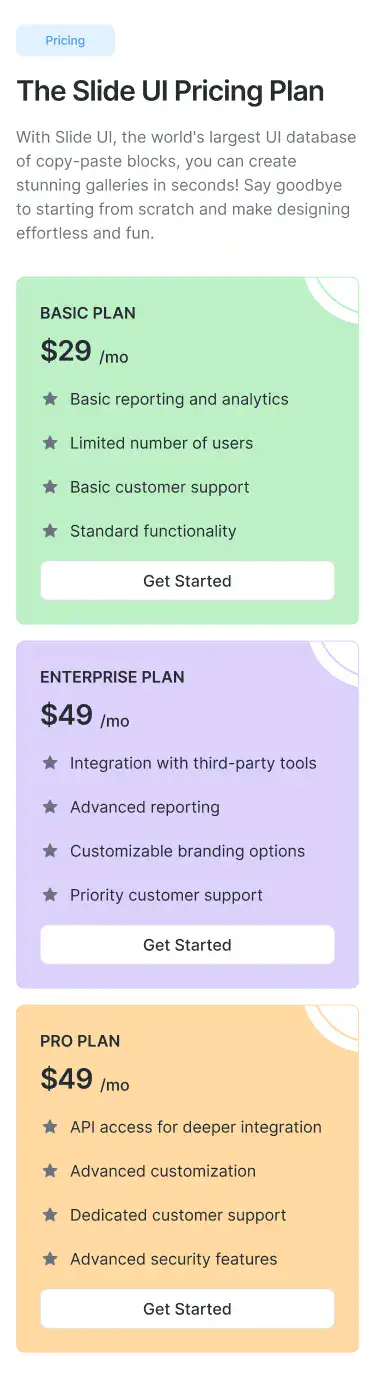 Pricing
The Slide UI Pricing Plan
With Slide UI, the world's largest UI database
of copy-paste blocks, you can create
stunning galleries in seconds! Say goodbye
to starting from scratch and make designing
effortless and fun.
BASIC PLAN
$29 /mo
Basic reporting and analytics
Limited number of users
Basic customer support
Standard functionality
Get Started
ENTERPRISE PLAN
$49 /mo
Integration with third-party tools
Advanced reporting
Customizable branding options
Priority customer support
Get Started
PRO PLAN
$49 /mo
API access for deeper integration
Advanced customization
Dedicated customer support
Advanced security features
Get Started